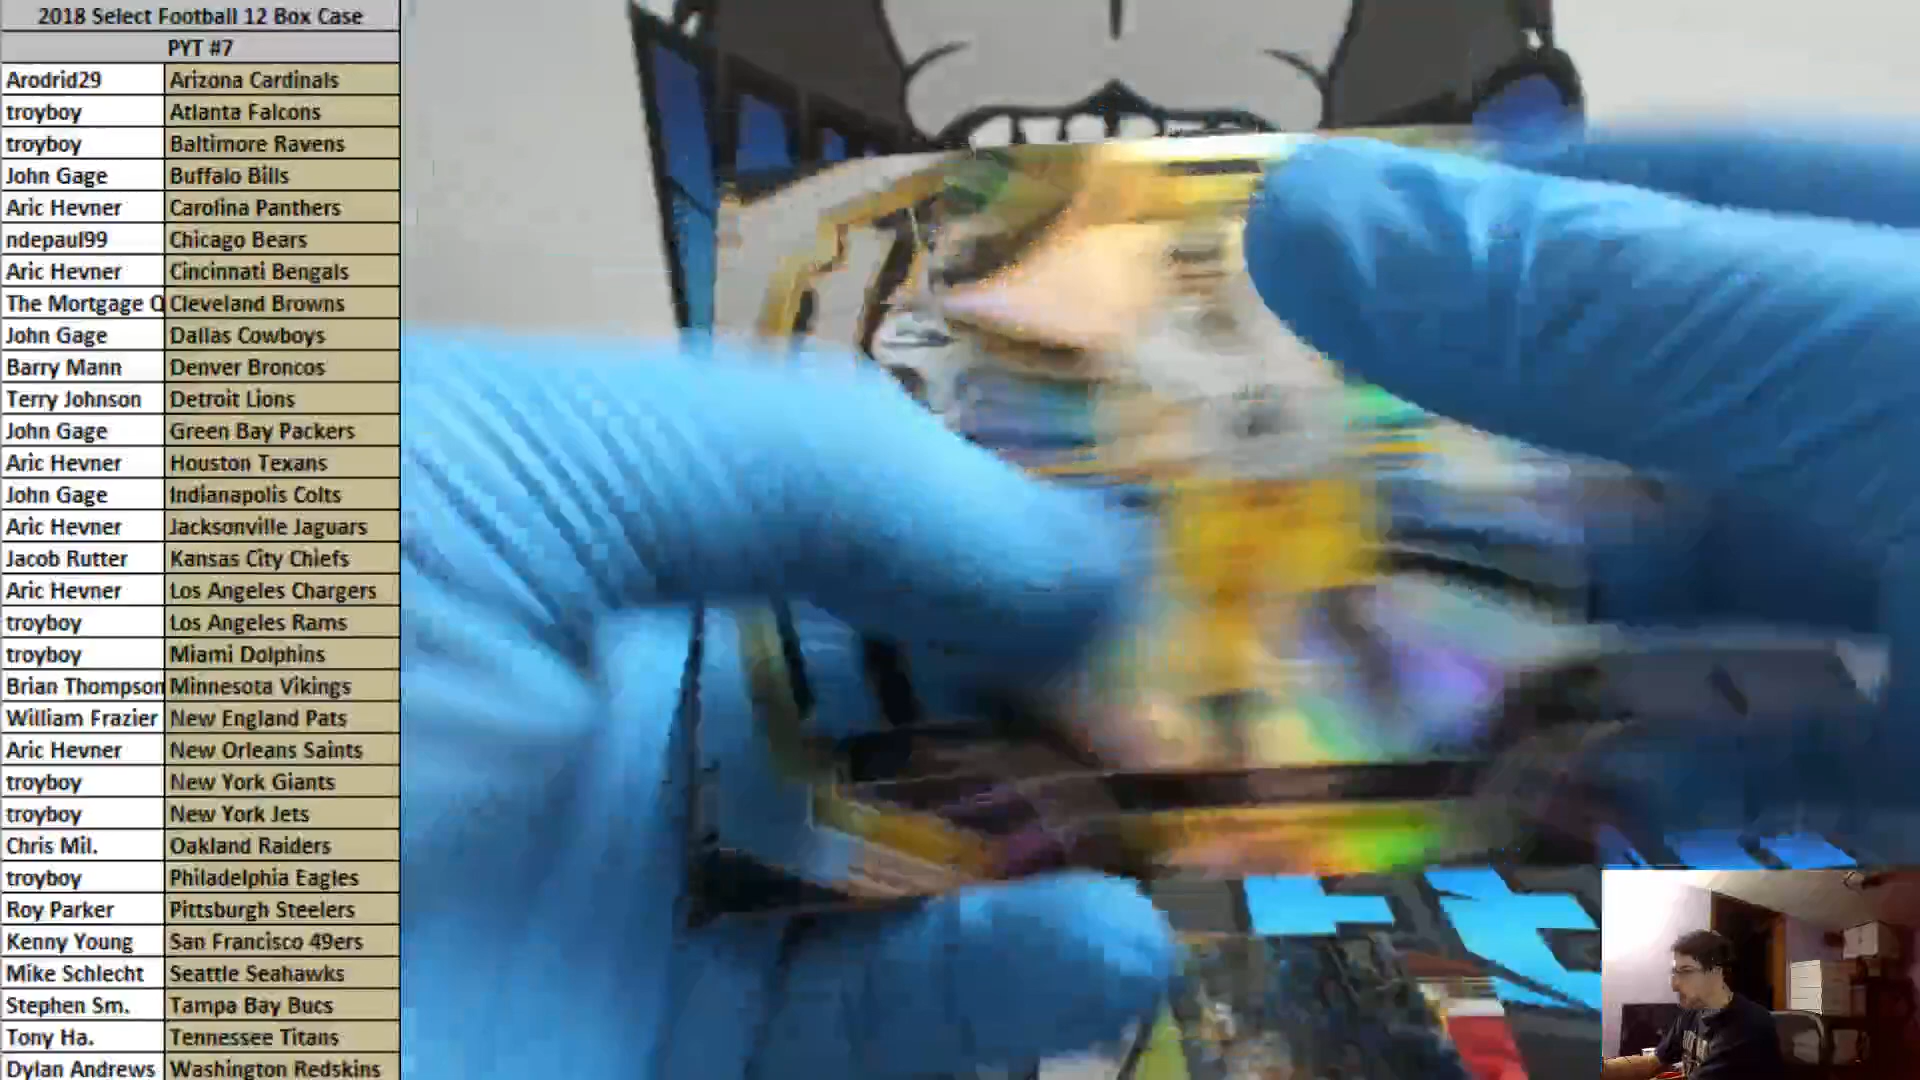 2018 Select Football 12 Box Case
PYT #7
Arodrid29 Arizona Cardinals
troyboy Atlanta Falcons
troyboy Baltimore Ravens
John Gage Buffalo Bills
Aric Hevner Carolina Panthers
ndepaul99 Chicago Bears
Aric Hevner Cincinnati Bengals
The Mortgage Q Cleveland Browns
John Gage Dallas Cowboys
Barry Mann Denver Broncos
Terry Johnson Detroit Lions
John Gage Green Bay Packers
Aric Hevner Houston Texans
John Gage Indianapolis Colts
Aric Hevner Jacksonville Jaguars
Jacob Rutter Kansas City Chiefs
Aric Hevner Los Angeles Chargers
troyboy Los Angeles Rams
troyboy Miami Dolphins
Brian Thompson Minnesota Vikings
William Frazier New England Pats
Aric Hevner New Orleans Saints
troyboy New York Giants
troyboy New York Jets
Chris Mil. Oakland Raiders
troyboy Philadelphia Eagles
Roy Parker Pittsburgh Steelers
Kenny Young San Francisco 49ers
Mike Schlecht Seattle Seahawks
Stephen Sm. Tampa Bay Bucs
Tony Ha. Tennessee Titans
Dylan Andrews Washington Redskins